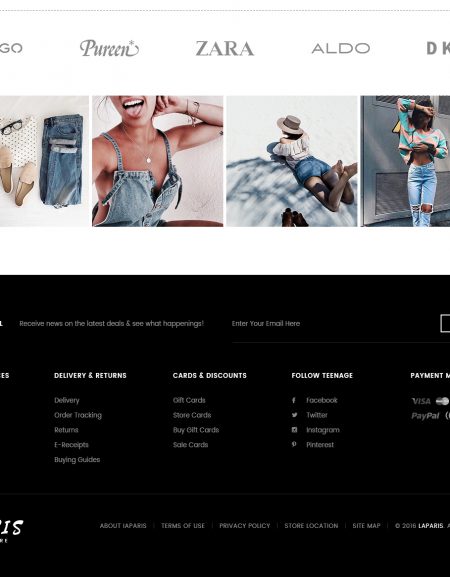 GO Pureen* ZARA ALDO DK
Receive news on the latest deals & see what happenings! Enter Your Email Here
DELIVERY & RETURNS CARDS & DISCOUNTS FOLLOW TEENAGE PAYMENT M
Delivery Gift Cards Facebook VISA
Order Tracking Store Cards Twitter PayPal
Returns Buy Gift Cards Instagram
E-Receipts Sale Cards Pinterest
Buying Guides
ABOUT lAPARIS | TERMS OF USE | PRIVACY POLICY | STORE LOCATION | SITE MAP | © 2016 LAPARIS. A